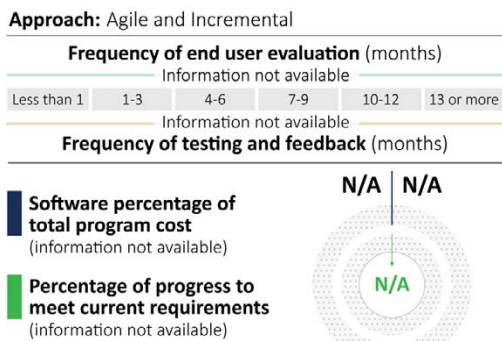 Approach: Agile and Incremental
Frequency of end user evaluation (months)
Information not available
Less than 1 1-3 4-6 7-9 10-12 13 or more
Information not available
Frequency of testing and feedback (months)
N/A N/A
Software percentage of
total program cost
(information not available)
N/A
Percentage of progress to
meet current requirements
(information not available)